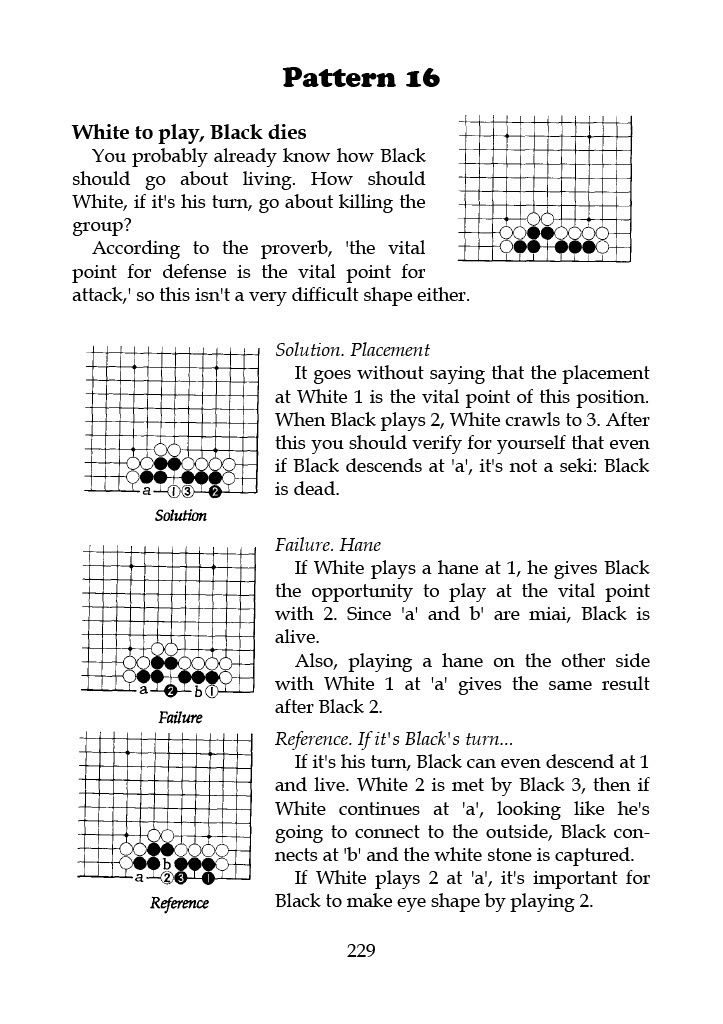 Pattern 16
White to play, Black dies
You probably already know how Black
should go about living. How should
White, if it's his turn, go about killing the
group?
According to the proverb, 'the vital
point for defense is the vital point for
attack,' so this isn't a very difficult shape either.
a 1 3 2
Solution
Solution. Placement
It goes without saying that the placement
at White 1 is the vital point of this position.
When Black plays 2, White crawls to 3. After
this you should verify for yourself that even
if Black descends at 'a', it's not a seki: Black
is dead.
a 2 b 1
Failure
Failure. Hane
If White plays a hane at 1, he gives Black
the opportunity to play at the vital point
with 2. Since 'a' and b' are miai, Black is
alive.
Also, playing a hane on the other side
with White 1 at 'a' gives the same result
after Black 2.
b
a 2 3 1
Reference
Reference. If it's Black's turn...
If it's his turn, Black can even descend at 1
and live. White 2 is met by Black 3, then if
White continues at 'a', looking like he's
going to connect to the outside, Black con-
nects at 'b' and the white stone is captured.
If White plays 2 at 'a', it's important for
Black to make eye shape by playing 2.
229